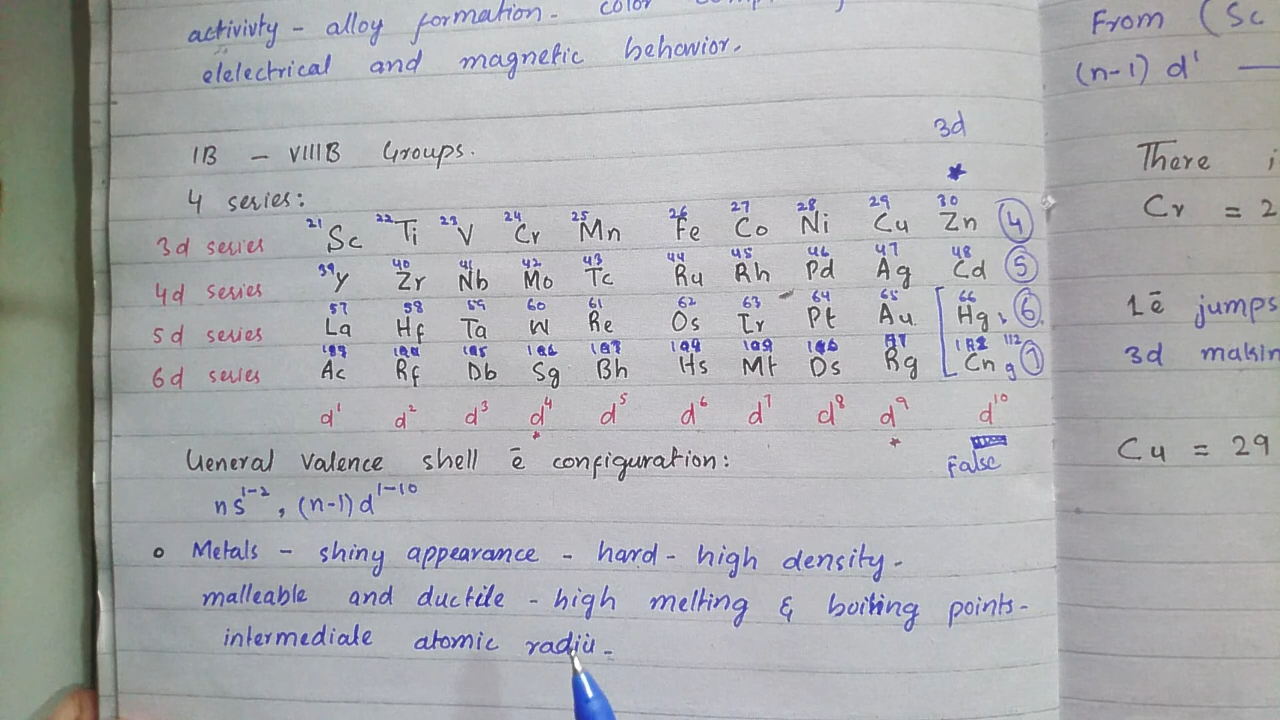 activivty - alloy formation - color
elelectrical and magnetic behavior.
IB - VIIIB Groups.
3d
4 series:
3d series 21 Sc 22 Ti 23 V 24 Cr 25 Mn 26 Fe 27 Co 28 Ni 29 Cu 30 Zn 4
4d series 39 Y 40 Zr 41 Nb 42 Mo 43 Tc 44 Ru 45 Rh 46 Pd 47 Ag 48 Cd 5
5d series 57 La 58 Hf 59 Ta 60 W 61 Re 62 Os 63 Ir 64 Pt 65 Au 66 Hg 6
6d series Ac Rf Db Sg Bh Hs Mt Ds Rg 112 Cn g 7
d¹ d² d³ d⁴ d⁵ d⁶ d⁷ d⁸ d⁹ d¹⁰
* *
General Valence shell ē configuration:
False
ns¹⁻², (n-1)d¹⁻¹⁰
Metals - shiny appearance - hard - high density -
malleable and ductile - high melting & boiling points -
intermediate atomic radii -
From (Sc
(n-1) d¹ —
There
Cr = 2
1ē jumps
3d makin
Cu = 29